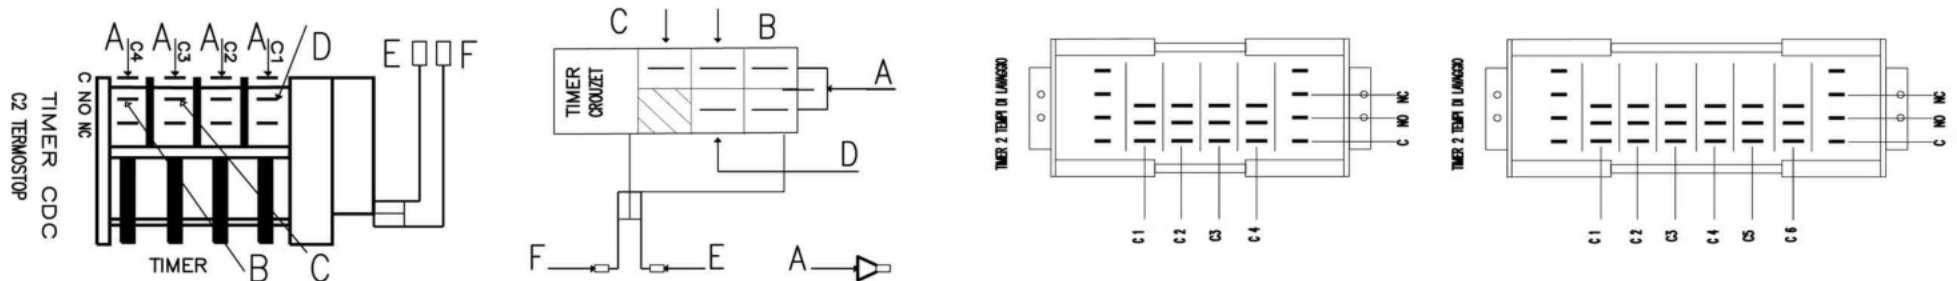 A A A A D
C4 C3 C2 C1
E F
C NO NC
TIMER CDC
C2 TERMOSTOP
TIMER
B C
C B
TIMER
CROUZET
A
D
F E A
TIMER 2 TEMPI DI LAVAGGIO
NC
NO
C
C1 C2 C3 C4
TIMER 2 TEMPI DI LAVAGGIO
NC
NO
C
C1 C2 C3 C4 C5 C6